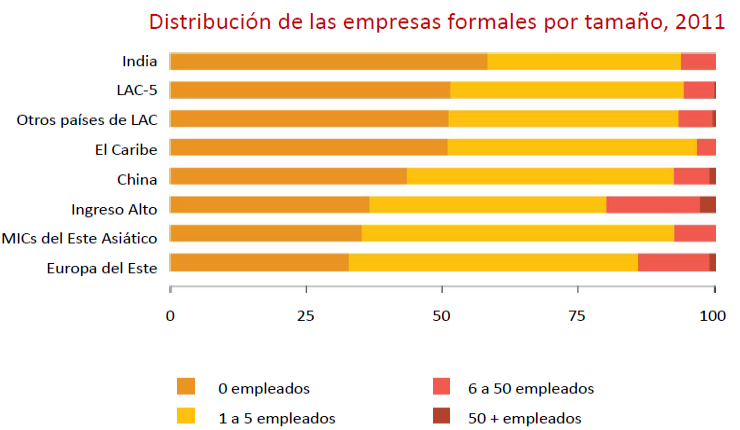 Distribución de las empresas formales por tamaño, 2011
India
LAC-5
Otros países de LAC
El Caribe
China
Ingreso Alto
MICs del Este Asiático
Europa del Este
0 25 50 75 100
0 empleados
6 a 50 empleados
1 a 5 empleados
50 + empleados